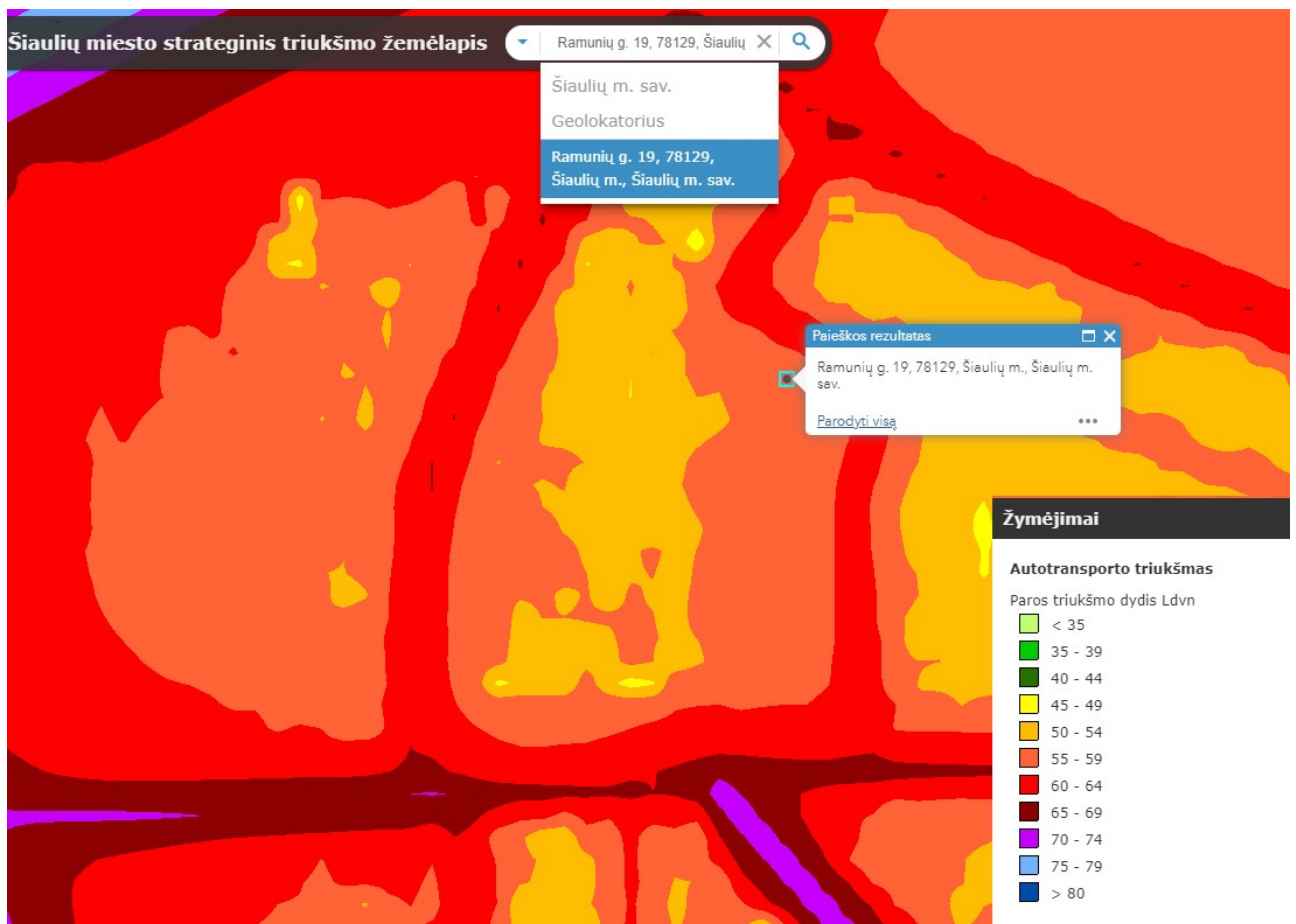 Šiaulių miesto strateginis triukšmo žemėlapis
Ramunių g. 19, 78129, Šiaulių
Šiaulių m. sav.
Geolokatorius
Ramunių g. 19, 78129,
Šiaulių m., Šiaulių m. sav.
Paieškos rezultatas
Ramunių g. 19, 78129, Šiaulių m., Šiaulių m.
sav.
Parodyti visą
Žymėjimai
Autotransporto triukšmas
Paros triukšmo dydis Ldvn
< 35
35 - 39
40 - 44
45 - 49
50 - 54
55 - 59
60 - 64
65 - 69
70 - 74
75 - 79
> 80